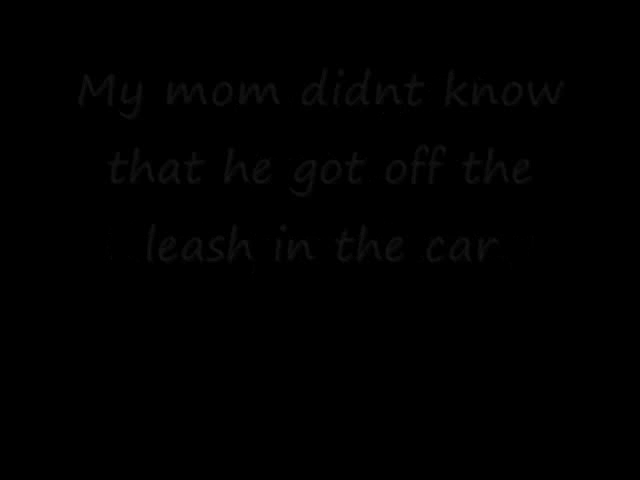 My mom didnt know
that he got off the
leash in the car